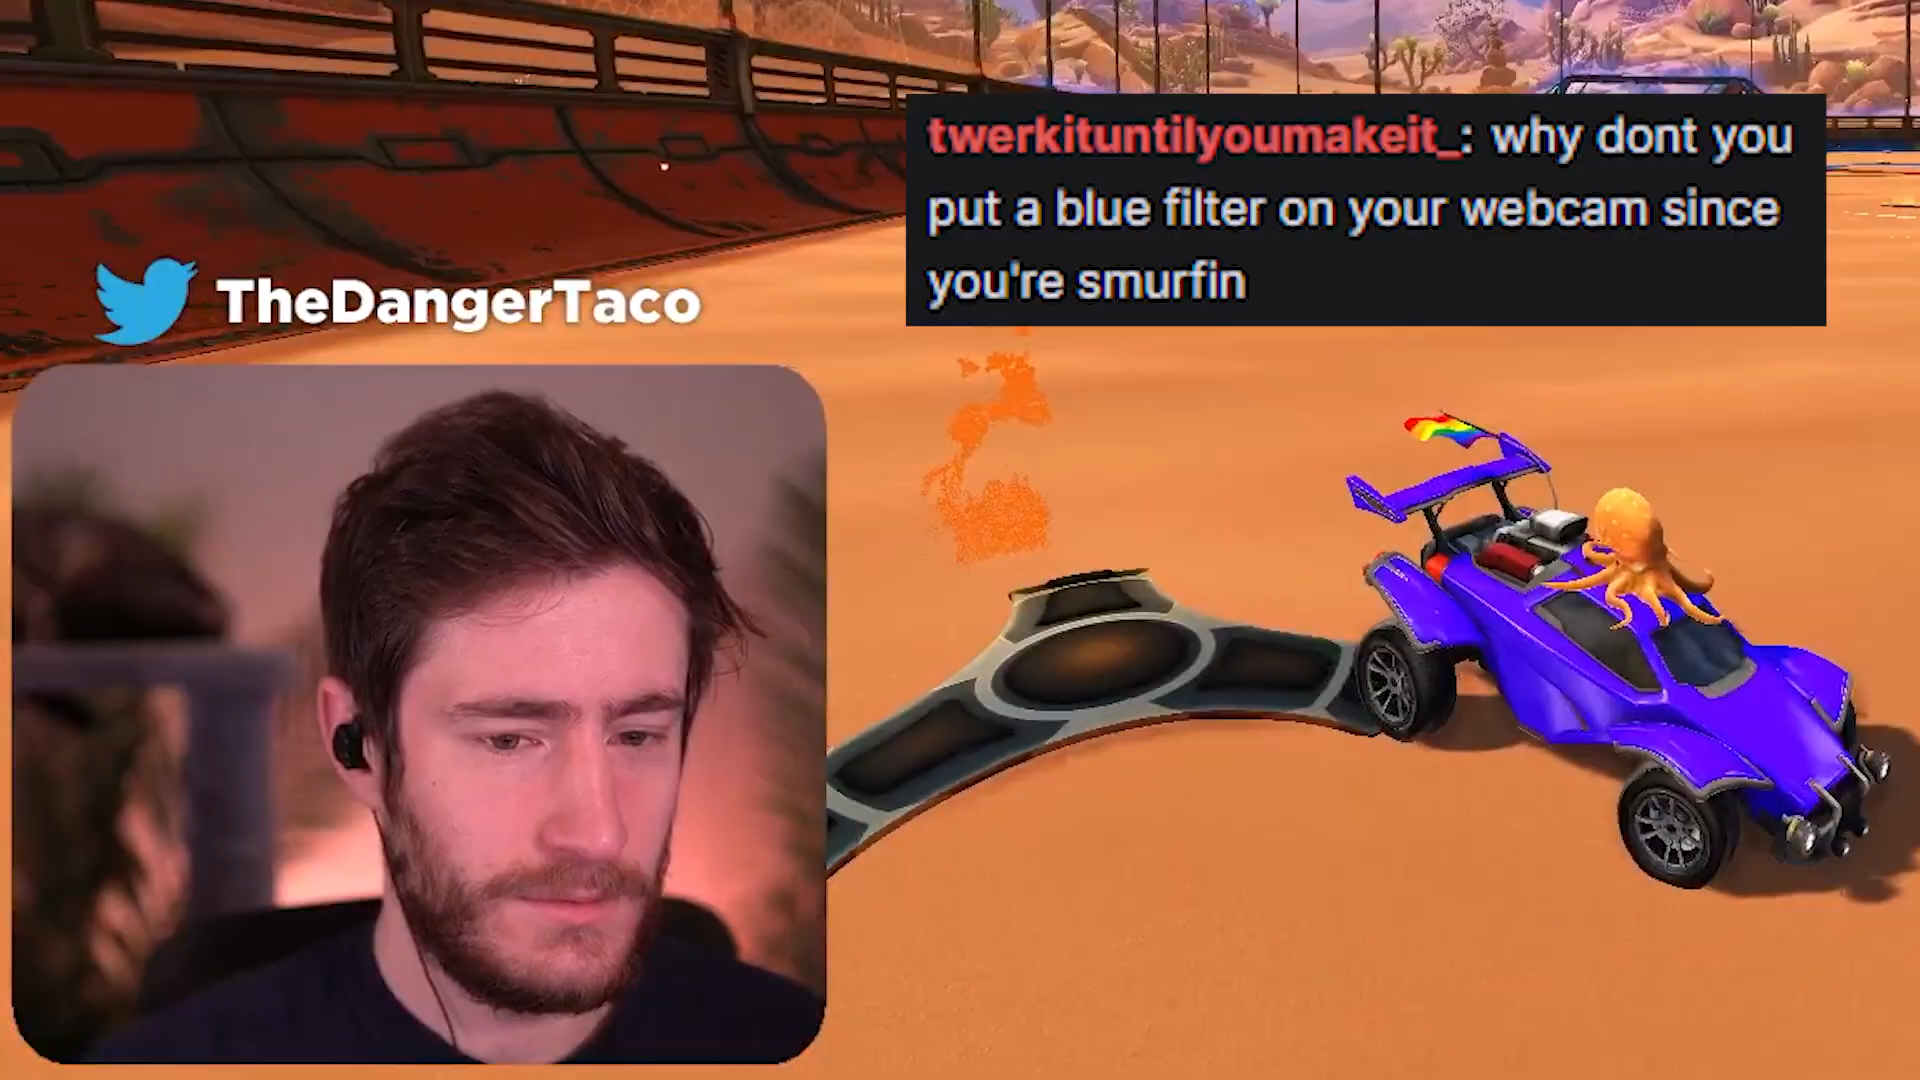 twerkituntilyoumakeit_: why dont you
put a blue filter on your webcam since
you're smurfin
TheDangerTaco